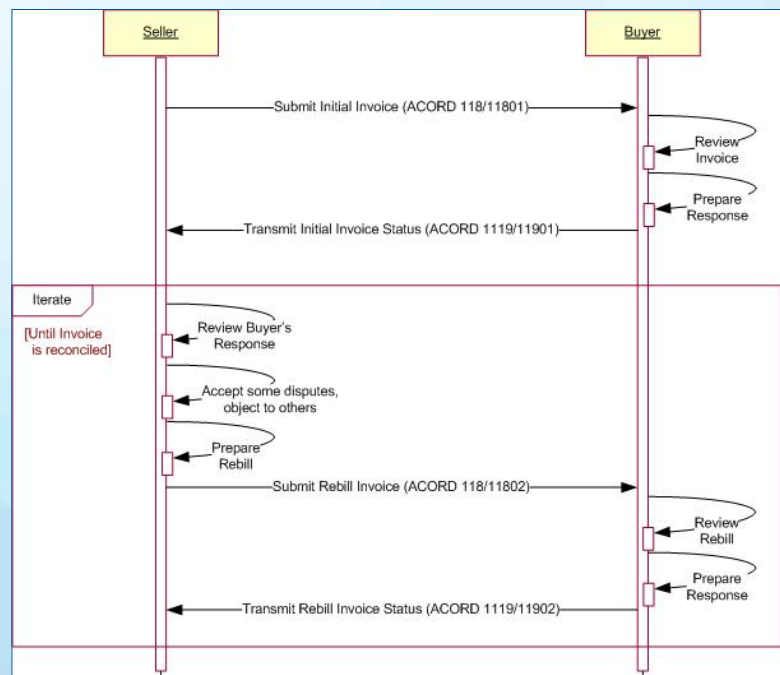 Seller
Buyer
Submit Initial Invoice (ACORD 118/11801)
Review
Invoice
Prepare
Response
Transmit Initial Invoice Status (ACORD 1119/11901)
Iterate
[Until Invoice
is reconciled]
Review Buyer's
Response
Accept some disputes,
object to others
Prepare
Rebill
Submit Rebill Invoice (ACORD 118/11802)
Review
Rebill
Prepare
Response
Transmit Rebill Invoice Status (ACORD 1119/11902)